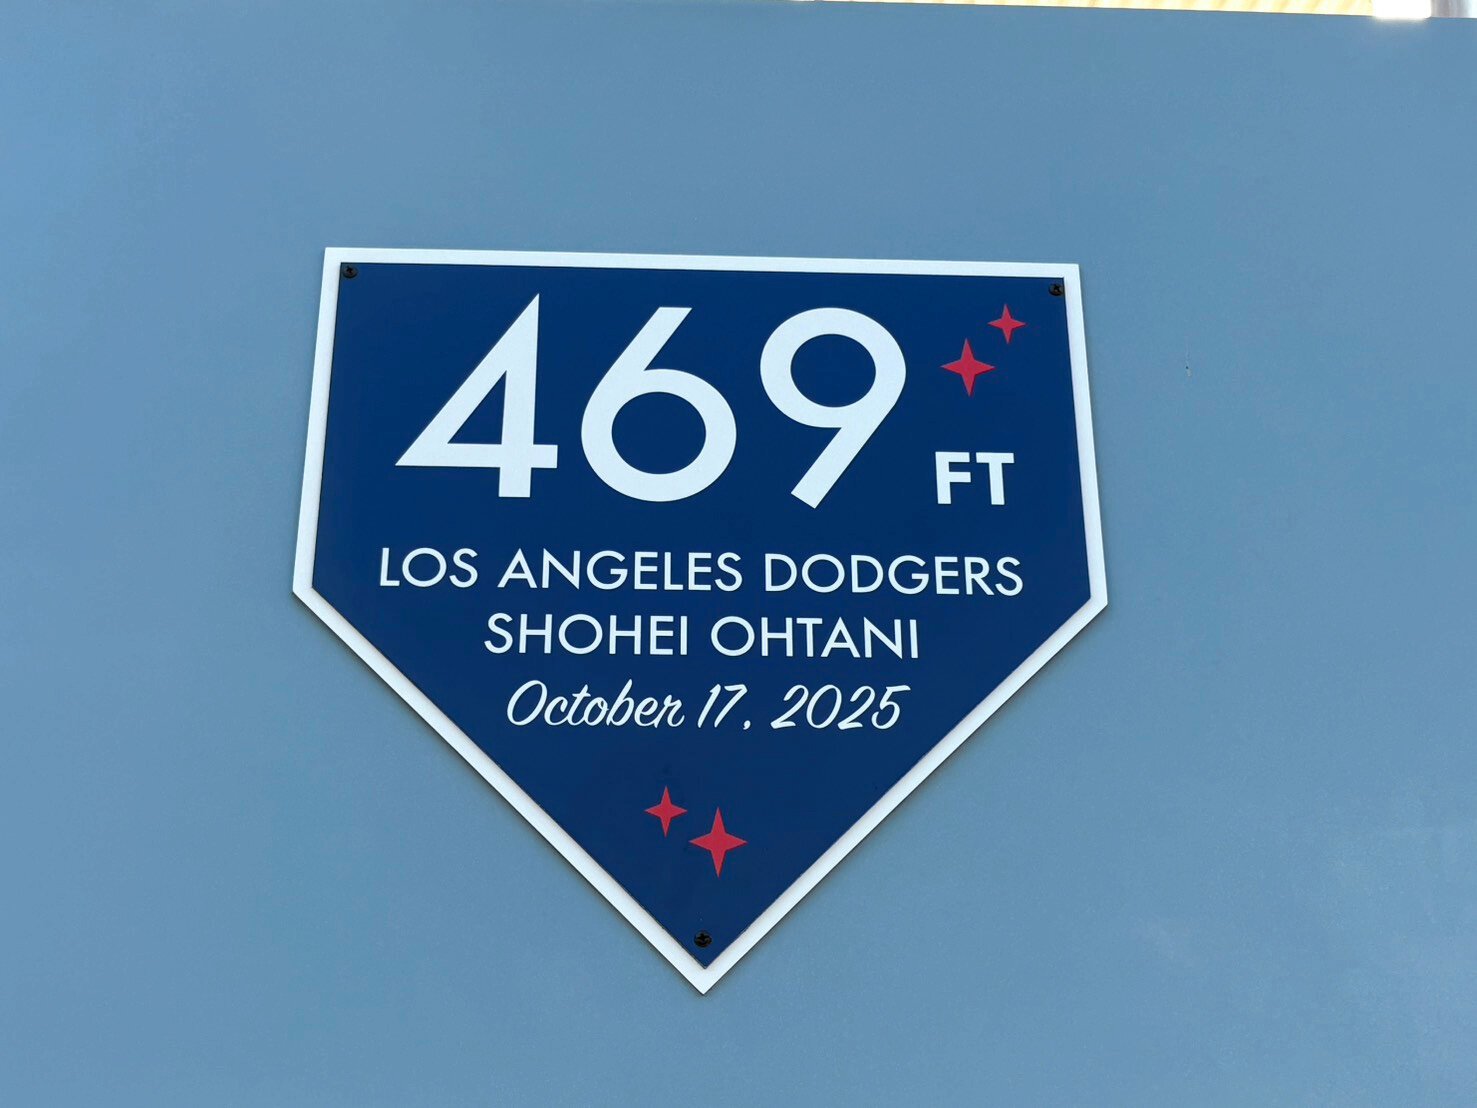 469 FT
LOS ANGELES DODGERS
SHOHEI OHTANI
October 17, 2025